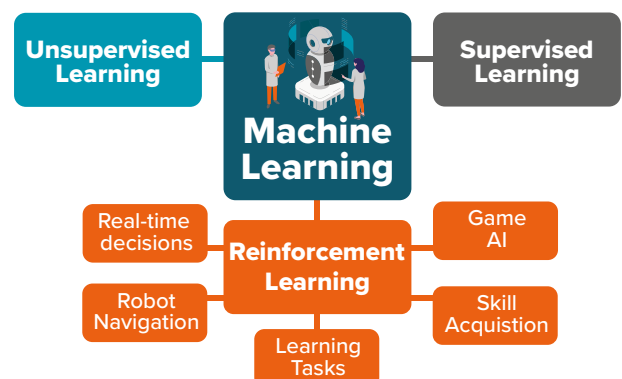 Unsupervised
Learning
Machine
Learning
Supervised
Learning
Real-time
decisions
Reinforcement
Learning
Game
AI
Robot
Navigation
Skill
Acquistion
Learning
Tasks